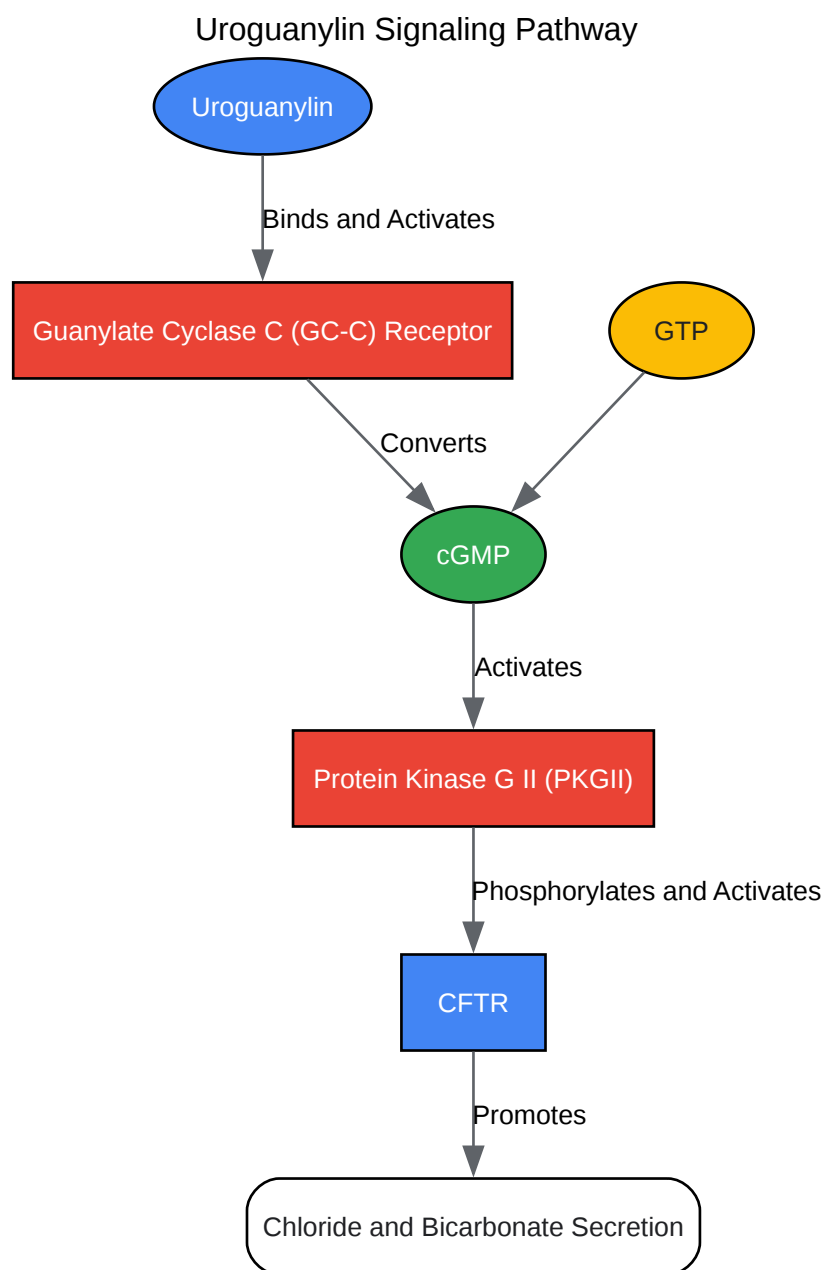 Uroguanylin Signaling Pathway
Uroguanylin
Binds and Activates
Guanylate Cyclase C (GC-C) Receptor
GTP
Converts
cGMP
Activates
Protein Kinase G II (PKGII)
Phosphorylates and Activates
CFTR
Promotes
Chloride and Bicarbonate Secretion